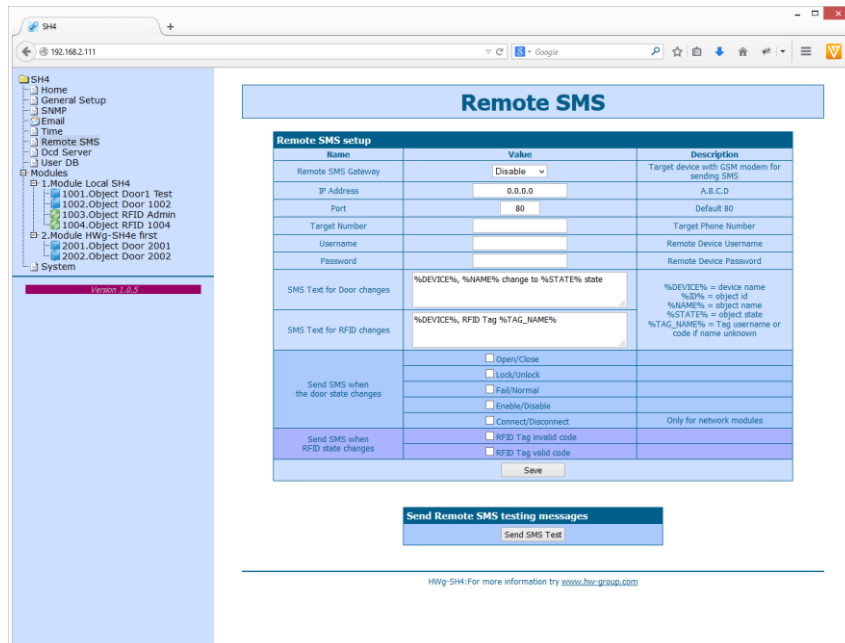 SH4
192.168.2.111
Google
SH4
Home
General Setup
SNMP
Email
Time
Remote SMS
Dcd Server
User DB
Modules
1.Module Local SH4
1001.Object Door1 Test
1002.Object Door 1002
1003.Object RFID Admin
1004.Object RFID 1004
2.Module HWg-SH4e first
2001.Object Door 2001
2002.Object Door 2002
System
Version 1.0.5
Remote SMS
Remote SMS setup
Name Value Description
Remote SMS Gateway Disable Target device with GSM modem for
sending SMS
IP Address 0.0.0.0 A.B.C.D
Port 80 Default 80
Target Number Target Phone Number
Username Remote Device Username
Password Remote Device Password
SMS Text for Door changes
%DEVICE%, %NAME% change to %STATE% state
SMS Text for RFID changes
%DEVICE%, RFID Tag %TAG_NAME%
%DEVICE% = device name
%ID% = object id
%NAME% = object name
%STATE% = object state
%TAG_NAME% = Tag username or
code if name unknown
Send SMS when
the door state changes
Open/Close
Lock/Unlock
Fail/Normal
Enable/Disable
Connect/Disconnect Only for network modules
Send SMS when
RFID state changes
RFID Tag invalid code
RFID Tag valid code
Save
Send Remote SMS testing messages
Send SMS Test
HWg-SH4:For more information try www.hw-group.com